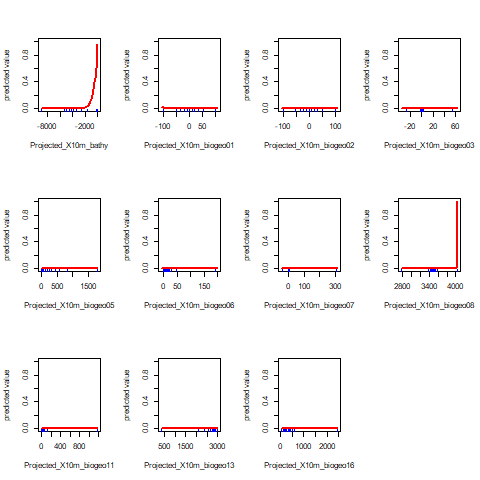 predicted value
0.0 0.4 0.8
-8000 -2000
Projected_X10m_bathy
predicted value
0.0 0.4 0.8
-100 0 50
Projected_X10m_biogeo01
predicted value
0.0 0.4 0.8
-100 0 50 100
Projected_X10m_biogeo02
predicted value
0.0 0.4 0.8
-20 20 60
Projected_X10m_biogeo03
predicted value
0.0 0.4 0.8
0 500 1500
Projected_X10m_biogeo05
predicted value
0.0 0.4 0.8
0 50 150
Projected_X10m_biogeo06
predicted value
0.0 0.4 0.8
0 100 300
Projected_X10m_biogeo07
predicted value
0.0 0.4 0.8
2800 3400 4000
Projected_X10m_biogeo08
predicted value
0.0 0.4 0.8
0 400 800
Projected_X10m_biogeo11
predicted value
0.0 0.4 0.8
500 1500 3000
Projected_X10m_biogeo13
predicted value
0.0 0.4 0.8
0 1000 2000
Projected_X10m_biogeo16